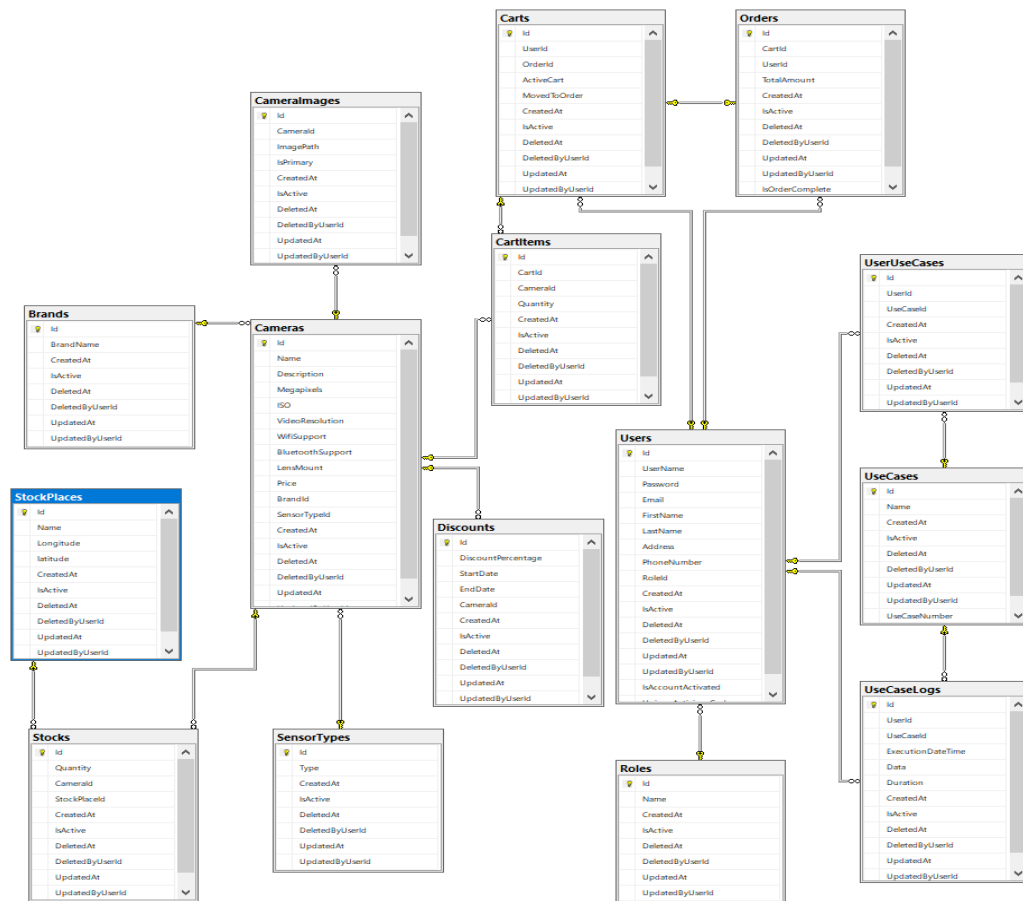 Carts
Id
UserId
OrderId
ActiveCart
MovedToOrder
CreatedAt
IsActive
DeletedAt
DeletedByUserId
UpdatedAt
UpdatedByUserId
Orders
Id
CartId
UserId
TotalAmount
CreatedAt
IsActive
DeletedAt
DeletedByUserId
UpdatedAt
UpdatedByUserId
IsOrderComplete
CameraImages
Id
CameraId
ImagePath
IsPrimary
CreatedAt
IsActive
DeletedAt
DeletedByUserId
UpdatedAt
UpdatedByUserId
CartItems
Id
CartId
CameraId
Quantity
CreatedAt
IsActive
DeletedAt
DeletedByUserId
UpdatedAt
UpdatedByUserId
UserUseCases
Id
UserId
UseCaseId
CreatedAt
IsActive
DeletedAt
DeletedByUserId
UpdatedAt
UpdatedByUserId
Brands
Id
BrandName
CreatedAt
IsActive
DeletedAt
DeletedByUserId
UpdatedAt
UpdatedByUserId
Cameras
Id
Name
Description
Megapixels
ISO
VideoResolution
WifiSupport
BluetoothSupport
LensMount
Price
BrandId
SensorTypeId
CreatedAt
IsActive
DeletedAt
DeletedByUserId
UpdatedAt
Users
Id
UserName
Password
Email
FirstName
LastName
Address
PhoneNumber
RoleId
CreatedAt
IsActive
DeletedAt
DeletedByUserId
UpdatedAt
UpdatedByUserId
IsAccountActivated
UseCases
Id
Name
CreatedAt
IsActive
DeletedAt
DeletedByUserId
UpdatedAt
UpdatedByUserId
UseCaseNumber
StockPlaces
Id
Name
Longitude
latitude
CreatedAt
IsActive
DeletedAt
DeletedByUserId
UpdatedAt
UpdatedByUserId
Discounts
Id
DiscountPercentage
StartDate
EndDate
CameraId
CreatedAt
IsActive
DeletedAt
DeletedByUserId
UpdatedAt
UpdatedByUserId
UseCaseLogs
Id
UserId
UseCaseId
ExecutionDateTime
Data
Duration
CreatedAt
IsActive
DeletedAt
DeletedByUserId
UpdatedAt
UpdatedByUserId
Stocks
Id
Quantity
CameraId
StockPlaceId
CreatedAt
IsActive
DeletedAt
DeletedByUserId
UpdatedAt
UpdatedByUserId
SensorTypes
Id
Type
CreatedAt
IsActive
DeletedAt
DeletedByUserId
UpdatedAt
UpdatedByUserId
Roles
Id
Name
CreatedAt
IsActive
DeletedAt
DeletedByUserId
UpdatedAt
UpdatedByUserId